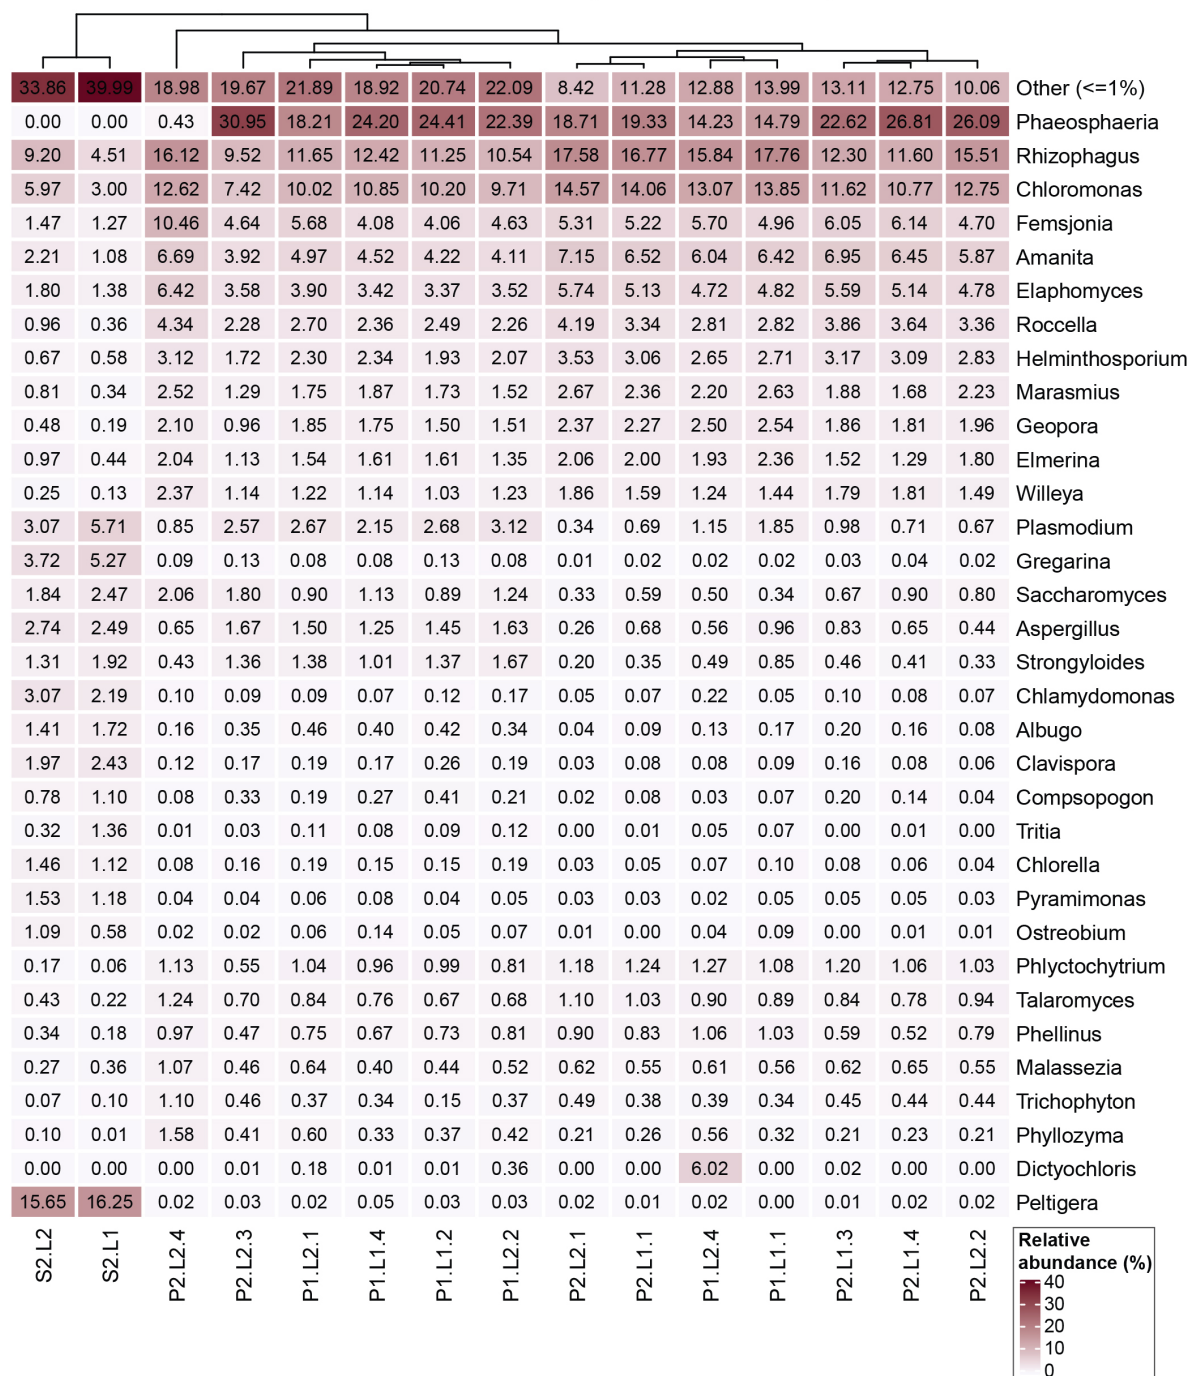 33.86 39.99 18.98 19.67 21.89 18.92 20.74 22.09 8.42 11.28 12.88 13.99 13.11 12.75 10.06 Other (<=1%)
0.00 0.00 0.43 30.95 18.21 24.20 24.41 22.39 18.71 19.33 14.23 14.79 22.62 26.81 26.09 Phaeosphaeria
9.20 4.51 16.12 9.52 11.65 12.42 11.25 10.54 17.58 16.77 15.84 17.76 12.30 11.60 15.51 Rhizophagus
5.97 3.00 12.62 7.42 10.02 10.85 10.20 9.71 14.57 14.06 13.07 13.85 11.62 10.77 12.75 Chloromonas
1.47 1.27 10.46 4.64 5.68 4.08 4.06 4.63 5.31 5.22 5.70 4.96 6.05 6.14 4.70 Femsjonia
2.21 1.08 6.69 3.92 4.97 4.52 4.22 4.11 7.15 6.52 6.04 6.42 6.95 6.45 5.87 Amanita
1.80 1.38 6.42 3.58 3.90 3.42 3.37 3.52 5.74 5.13 4.72 4.82 5.59 5.14 4.78 Elaphomyces
0.96 0.36 4.34 2.28 2.70 2.36 2.49 2.26 4.19 3.34 2.81 2.82 3.86 3.64 3.36 Roccella
0.67 0.58 3.12 1.72 2.30 2.34 1.93 2.07 3.53 3.06 2.65 2.71 3.17 3.09 2.83 Helminthosporium
0.81 0.34 2.52 1.29 1.75 1.87 1.73 1.52 2.67 2.36 2.20 2.63 1.88 1.68 2.23 Marasmius
0.48 0.19 2.10 0.96 1.85 1.75 1.50 1.51 2.37 2.27 2.50 2.54 1.86 1.81 1.96 Geopora
0.97 0.44 2.04 1.13 1.54 1.61 1.61 1.35 2.06 2.00 1.93 2.36 1.52 1.29 1.80 Elmerina
0.25 0.13 2.37 1.14 1.22 1.14 1.03 1.23 1.86 1.59 1.24 1.44 1.79 1.81 1.49 Willeya
3.07 5.71 0.85 2.57 2.67 2.15 2.68 3.12 0.34 0.69 1.15 1.85 0.98 0.71 0.67 Plasmodium
3.72 5.27 0.09 0.13 0.08 0.08 0.13 0.08 0.01 0.02 0.02 0.02 0.03 0.04 0.02 Gregarina
1.84 2.47 2.06 1.80 0.90 1.13 0.89 1.24 0.33 0.59 0.50 0.34 0.67 0.90 0.80 Saccharomyces
2.74 2.49 0.65 1.67 1.50 1.25 1.45 1.63 0.26 0.68 0.56 0.96 0.83 0.65 0.44 Aspergillus
1.31 1.92 0.43 1.36 1.38 1.01 1.37 1.67 0.20 0.35 0.49 0.85 0.46 0.41 0.33 Strongyloides
3.07 2.19 0.10 0.09 0.09 0.07 0.12 0.17 0.05 0.07 0.22 0.05 0.10 0.08 0.07 Chlamydomonas
1.41 1.72 0.16 0.35 0.46 0.40 0.42 0.34 0.04 0.09 0.13 0.17 0.20 0.16 0.08 Albugo
1.97 2.43 0.12 0.17 0.19 0.17 0.26 0.19 0.03 0.08 0.08 0.09 0.16 0.08 0.06 Clavispora
0.78 1.10 0.08 0.33 0.19 0.27 0.41 0.21 0.02 0.08 0.03 0.07 0.20 0.14 0.04 Compsopogon
0.32 1.36 0.01 0.03 0.11 0.08 0.09 0.12 0.00 0.01 0.05 0.07 0.00 0.01 0.00 Tritia
1.46 1.12 0.08 0.16 0.19 0.15 0.15 0.19 0.03 0.05 0.07 0.10 0.08 0.06 0.04 Chlorella
1.53 1.18 0.04 0.04 0.06 0.08 0.04 0.05 0.03 0.03 0.02 0.05 0.05 0.05 0.03 Pyramimonas
1.09 0.58 0.02 0.02 0.06 0.14 0.05 0.07 0.01 0.00 0.04 0.09 0.00 0.01 0.01 Ostreobium
0.17 0.06 1.13 0.55 1.04 0.96 0.99 0.81 1.18 1.24 1.27 1.08 1.20 1.06 1.03 Phlyctochytrium
0.43 0.22 1.24 0.70 0.84 0.76 0.67 0.68 1.10 1.03 0.90 0.89 0.84 0.78 0.94 Talaromyces
0.34 0.18 0.97 0.47 0.75 0.67 0.73 0.81 0.90 0.83 1.06 1.03 0.59 0.52 0.79 Phellinus
0.27 0.36 1.07 0.46 0.64 0.40 0.44 0.52 0.62 0.55 0.61 0.56 0.62 0.65 0.55 Malassezia
0.07 0.10 1.10 0.46 0.37 0.34 0.15 0.37 0.49 0.38 0.39 0.34 0.45 0.44 0.44 Trichophyton
0.10 0.01 1.58 0.41 0.60 0.33 0.37 0.42 0.21 0.26 0.56 0.32 0.21 0.23 0.21 Phyllozyma
0.00 0.00 0.00 0.01 0.18 0.01 0.01 0.36 0.00 0.00 6.02 0.00 0.02 0.00 0.00 Dictyochloris
15.65 16.25 0.02 0.03 0.02 0.05 0.03 0.03 0.02 0.01 0.02 0.00 0.01 0.02 0.02 Peltigera
S2.L2 S2.L1 P2.L2.4 P2.L2.3 P1.L2.1 P1.L1.4 P1.L1.2 P1.L2.2 P2.L2.1 P2.L1.1 P1.L2.4 P1.L1.1 P2.L1.3 P2.L1.4 P2.L2.2
Relative
abundance (%)
40
30
20
10
0